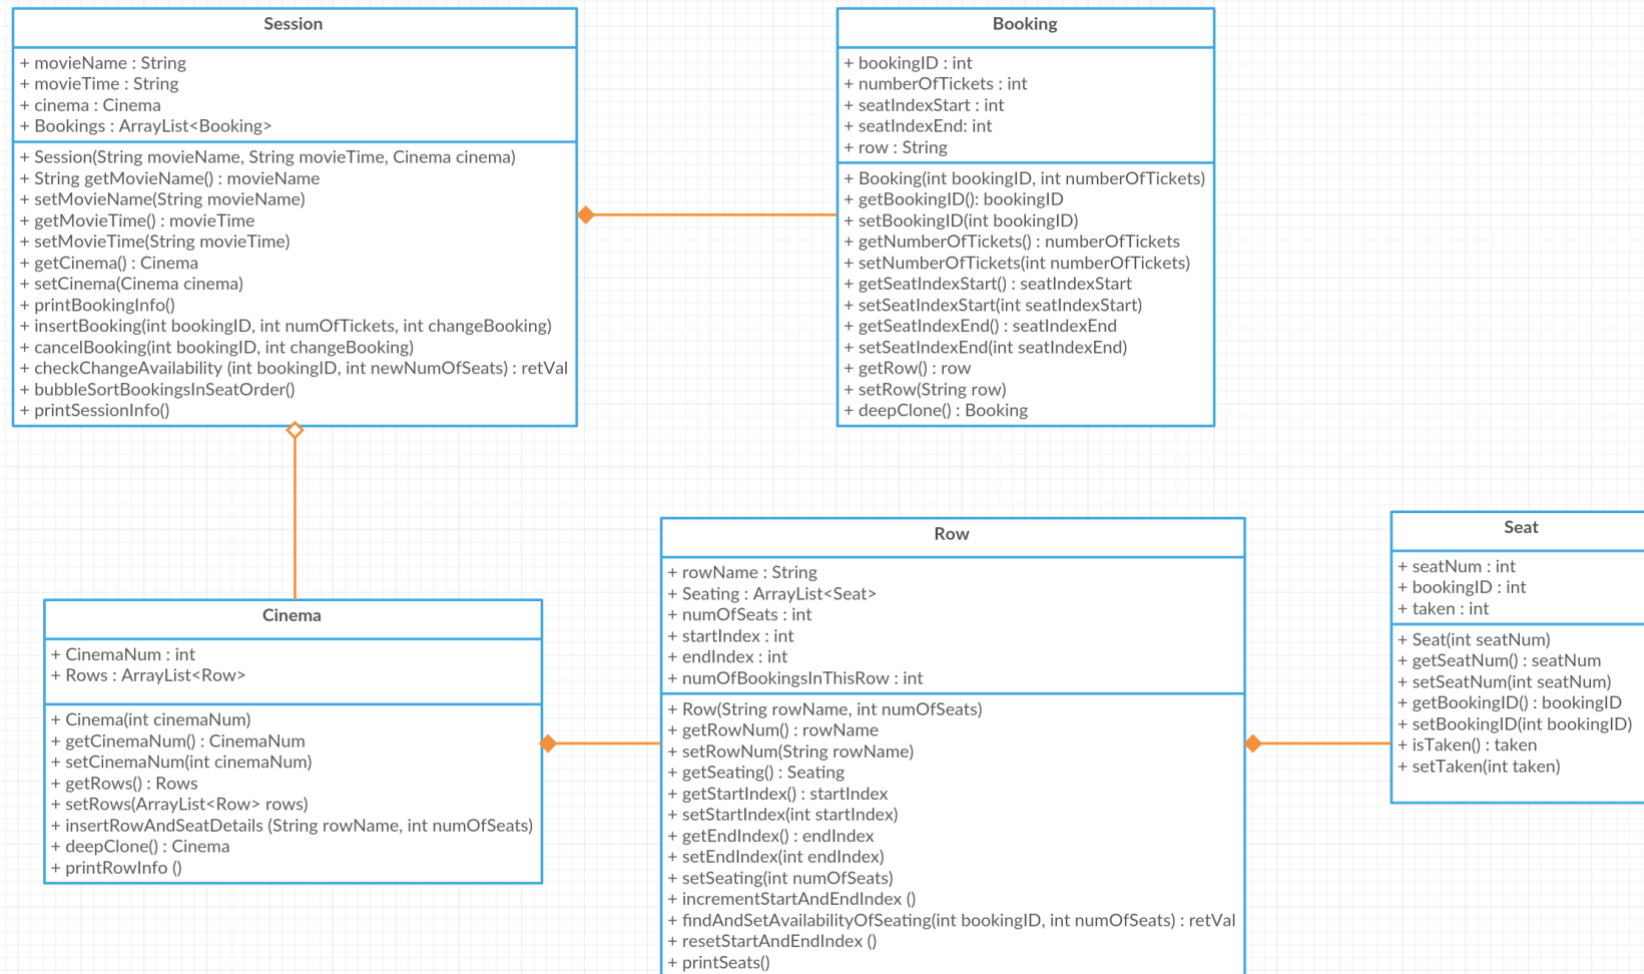 Session
+ movieName : String
+ movieTime : String
+ cinema : Cinema
+ Bookings : ArrayList<Booking>
+ Session(String movieName, String movieTime, Cinema cinema)
+ String getMovieName() : movieName
+ setMovieName(String movieName)
+ getMovieTime() : movieTime
+ setMovieTime(String movieTime)
+ getCinema() : Cinema
+ setCinema(Cinema cinema)
+ printBookingInfo()
+ insertBooking(int bookingID, int numOfTickets, int changeBooking)
+ cancelBooking(int bookingID, int changeBooking)
+ checkChangeAvailability (int bookingID, int newNumOfSeats) : retVal
+ bubbleSortBookingsInSeatOrder()
+ printSessionInfo()
Booking
+ bookingID : int
+ numberOfTickets : int
+ seatIndexStart : int
+ seatIndexEnd: int
+ row : String
+ Booking(int bookingID, int numberOfTickets)
+ getBookingID(): bookingID
+ setBookingID(int bookingID)
+ getNumberOfTickets() : numberOfTickets
+ setNumberOfTickets(int numberOfTickets)
+ getSeatIndexStart() : seatIndexStart
+ setSeatIndexStart(int seatIndexStart)
+ getSeatIndexEnd() : seatIndexEnd
+ setSeatIndexEnd(int seatIndexEnd)
+ getRow() : row
+ setRow(String row)
+ deepClone() : Booking
Cinema
+ CinemaNum : int
+ Rows : ArrayList<Row>
+ Cinema(int cinemaNum)
+ getCinemaNum() : CinemaNum
+ setCinemaNum(int cinemaNum)
+ getRows() : Rows
+ setRows(ArrayList<Row> rows)
+ insertRowAndSeatDetails (String rowName, int numOfSeats)
+ deepClone() : Cinema
+ printRowInfo ()
Row
+ rowName : String
+ Seating : ArrayList<Seat>
+ numOfSeats : int
+ startIndex : int
+ endIndex : int
+ numOfBookingsInThisRow : int
+ Row(String rowName, int numOfSeats)
+ getRowNum() : rowName
+ setRowNum(String rowName)
+ getSeating() : Seating
+ getStartIndex() : startIndex
+ setStartIndex(int startIndex)
+ getEndIndex() : endIndex
+ setEndIndex(int endIndex)
+ setSeating(int numOfSeats)
+ incrementStartAndEndIndex ()
+ findAndSetAvailabilityOfSeating(int bookingID, int numOfSeats) : retVal
+ resetStartAndEndIndex ()
+ printSeats()
Seat
+ seatNum : int
+ bookingID : int
+ taken : int
+ Seat(int seatNum)
+ getSeatNum() : seatNum
+ setSeatNum(int seatNum)
+ getBookingID() : bookingID
+ setBookingID(int bookingID)
+ isTaken() : taken
+ setTaken(int taken)